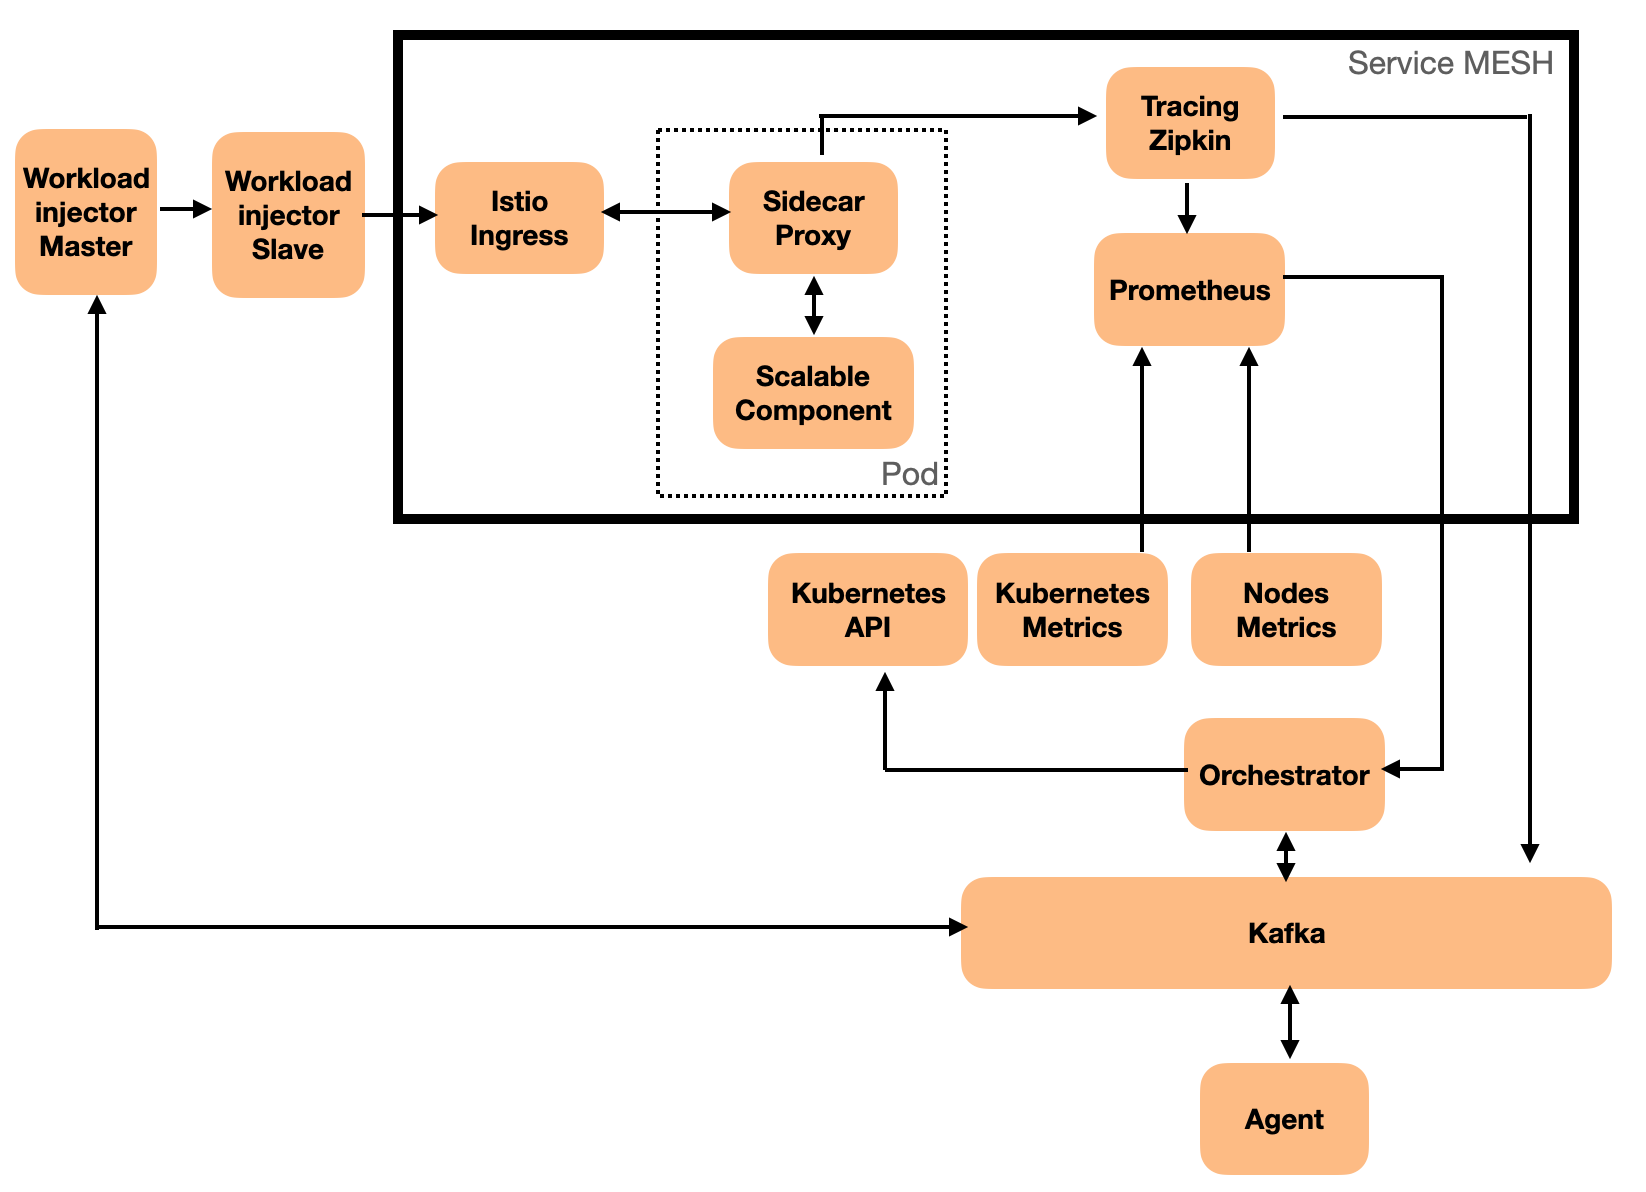 Service MESH
Workload
injector
Master
Workload
injector
Slave
Istio
Ingress
Sidecar
Proxy
Scalable
Component
Pod
Tracing
Zipkin
Prometheus
Kubernetes
API
Kubernetes
Metrics
Nodes
Metrics
Orchestrator
Kafka
Agent